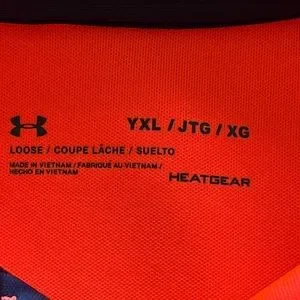 YXL / JTG / XG
LOOSE / COUPE LÂCHE / SUELTO
MADE IN VIETNAM / FABRIQUÉ AU VIETNAM /
HECHO EN VIETNAM
HEATGEAR